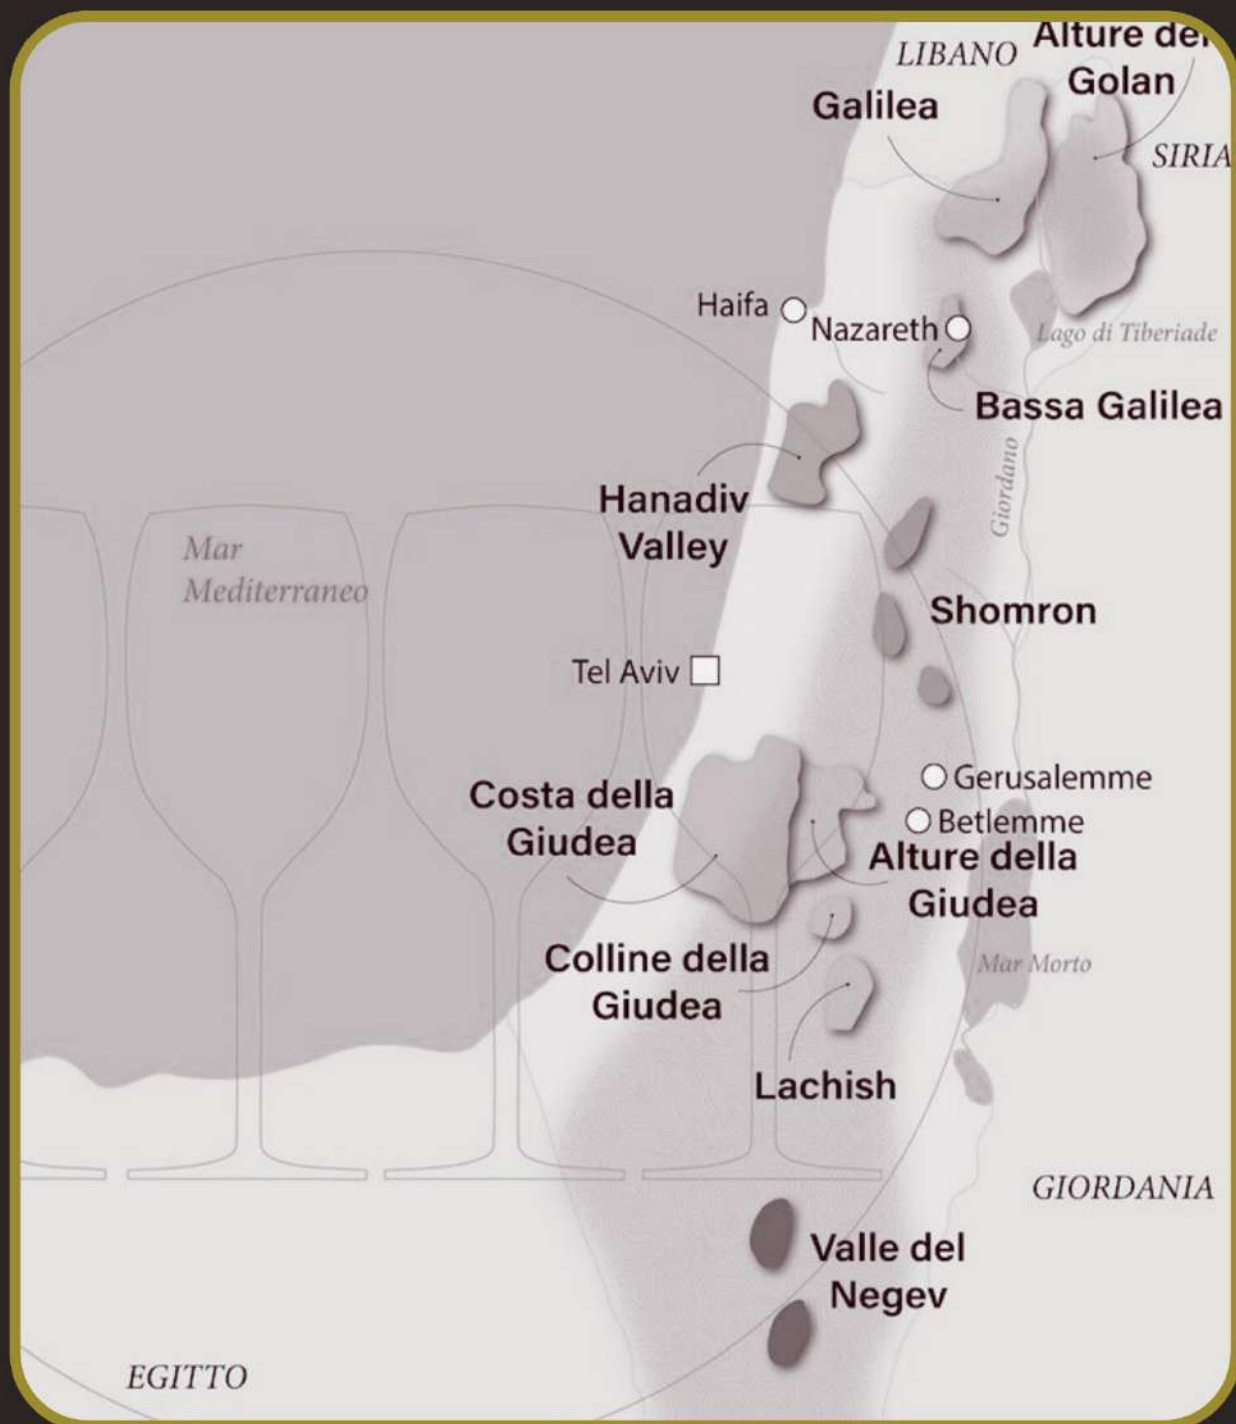 LIBANO
Alture del
Golan
Galilea
SIRIA
Haifa
Nazareth
Lago di Tiberiade
Bassa Galilea
Giordano
Hanadiv
Valley
Mar
Mediterraneo
Shomron
Tel Aviv
Gerusalemme
Costa della
Giudea
Betlemme
Alture della
Giudea
Colline della
Giudea
Mar Morto
Lachish
GIORDANIA
Valle del
Negev
EGITTO